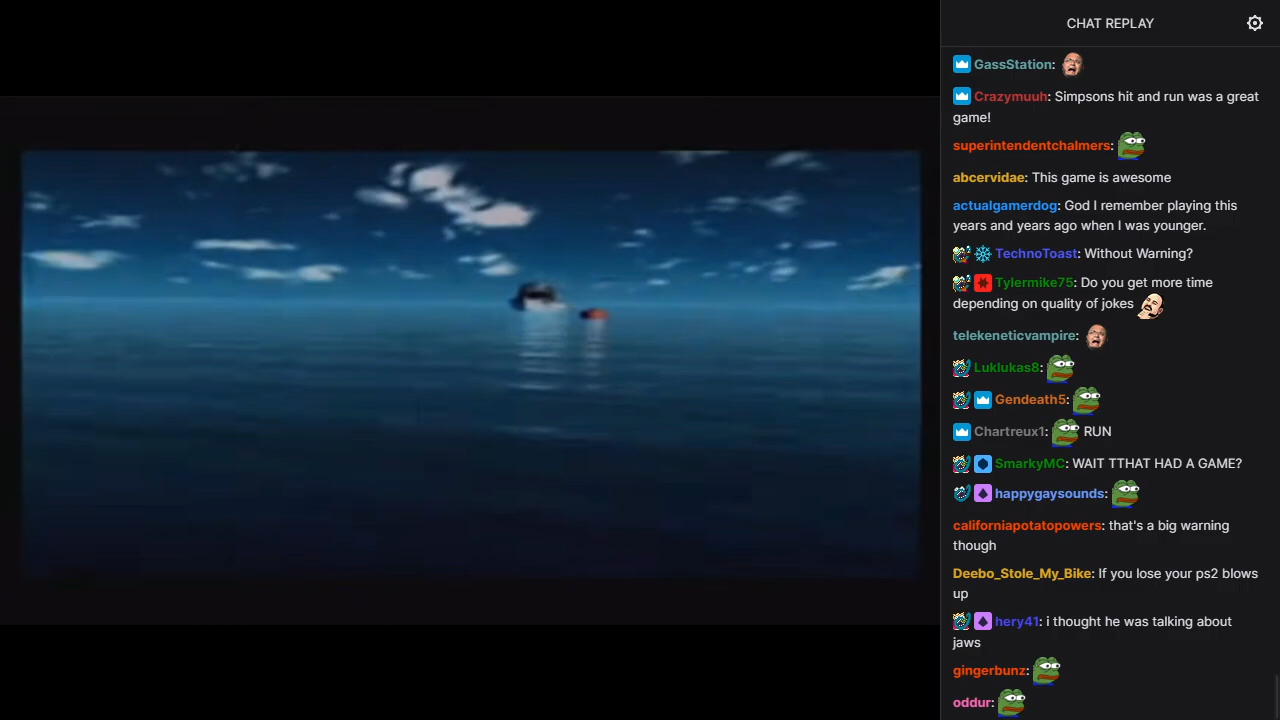 CHAT REPLAY
GassStation:
Crazymuuh: Simpsons hit and run was a great
game!
superintendentchalmers:
abcervidae: This game is awesome
actualgamerdog: God I remember playing this
years and years ago when I was younger.
TechnoToast: Without Warning?
Tylermike75: Do you get more time
depending on quality of jokes
telekeneticvampire:
Luklukas8:
Gendeath5:
Chartreux1: RUN
SmarkyMC: WAIT TTHAT HAD A GAME?
happygaysounds:
californiapotatopowers: that's a big warning
though
Deebo_Stole_My_Bike: If you lose your ps2 blows
up
hery41: i thought he was talking about
jaws
gingerbunz:
oddur: